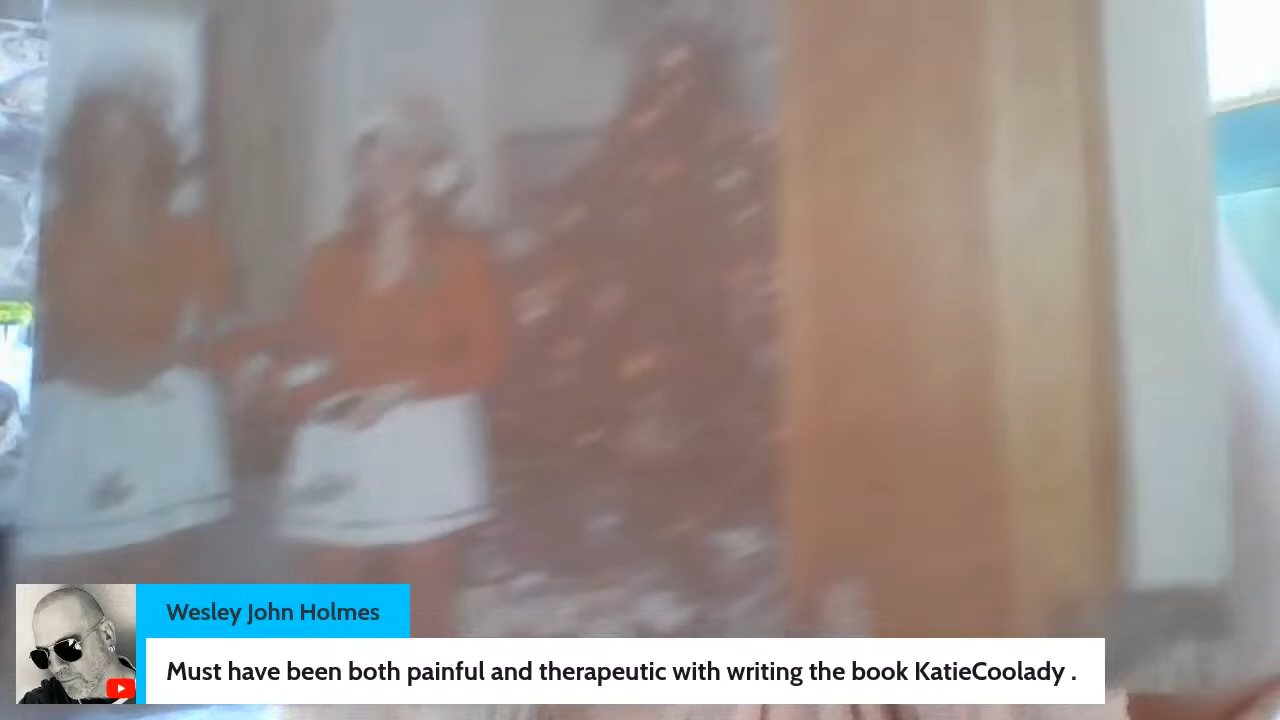 Wesley John Holmes
Must have been both painful and therapeutic with writing the book KatieCoolady .